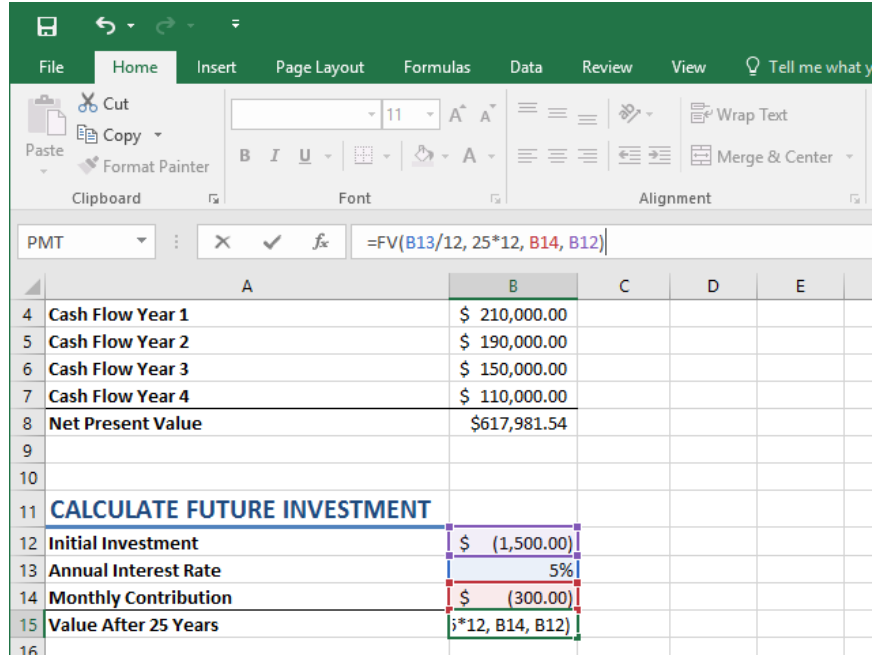 File Home Insert Page Layout Formulas Data Review View Tell me what y
Cut
Copy
Paste
Format Painter
11 A A
B I U A
Wrap Text
Merge & Center
Clipboard Font Alignment
PMT fx =FV(B13/12, 25*12, B14, B12)
A B C D E
4 Cash Flow Year 1 $ 210,000.00
5 Cash Flow Year 2 $ 190,000.00
6 Cash Flow Year 3 $ 150,000.00
7 Cash Flow Year 4 $ 110,000.00
8 Net Present Value $617,981.54
9
10
11 CALCULATE FUTURE INVESTMENT
12 Initial Investment $ (1,500.00)
13 Annual Interest Rate 5%
14 Monthly Contribution $ (300.00)
15 Value After 25 Years 5*12, B14, B12)
16